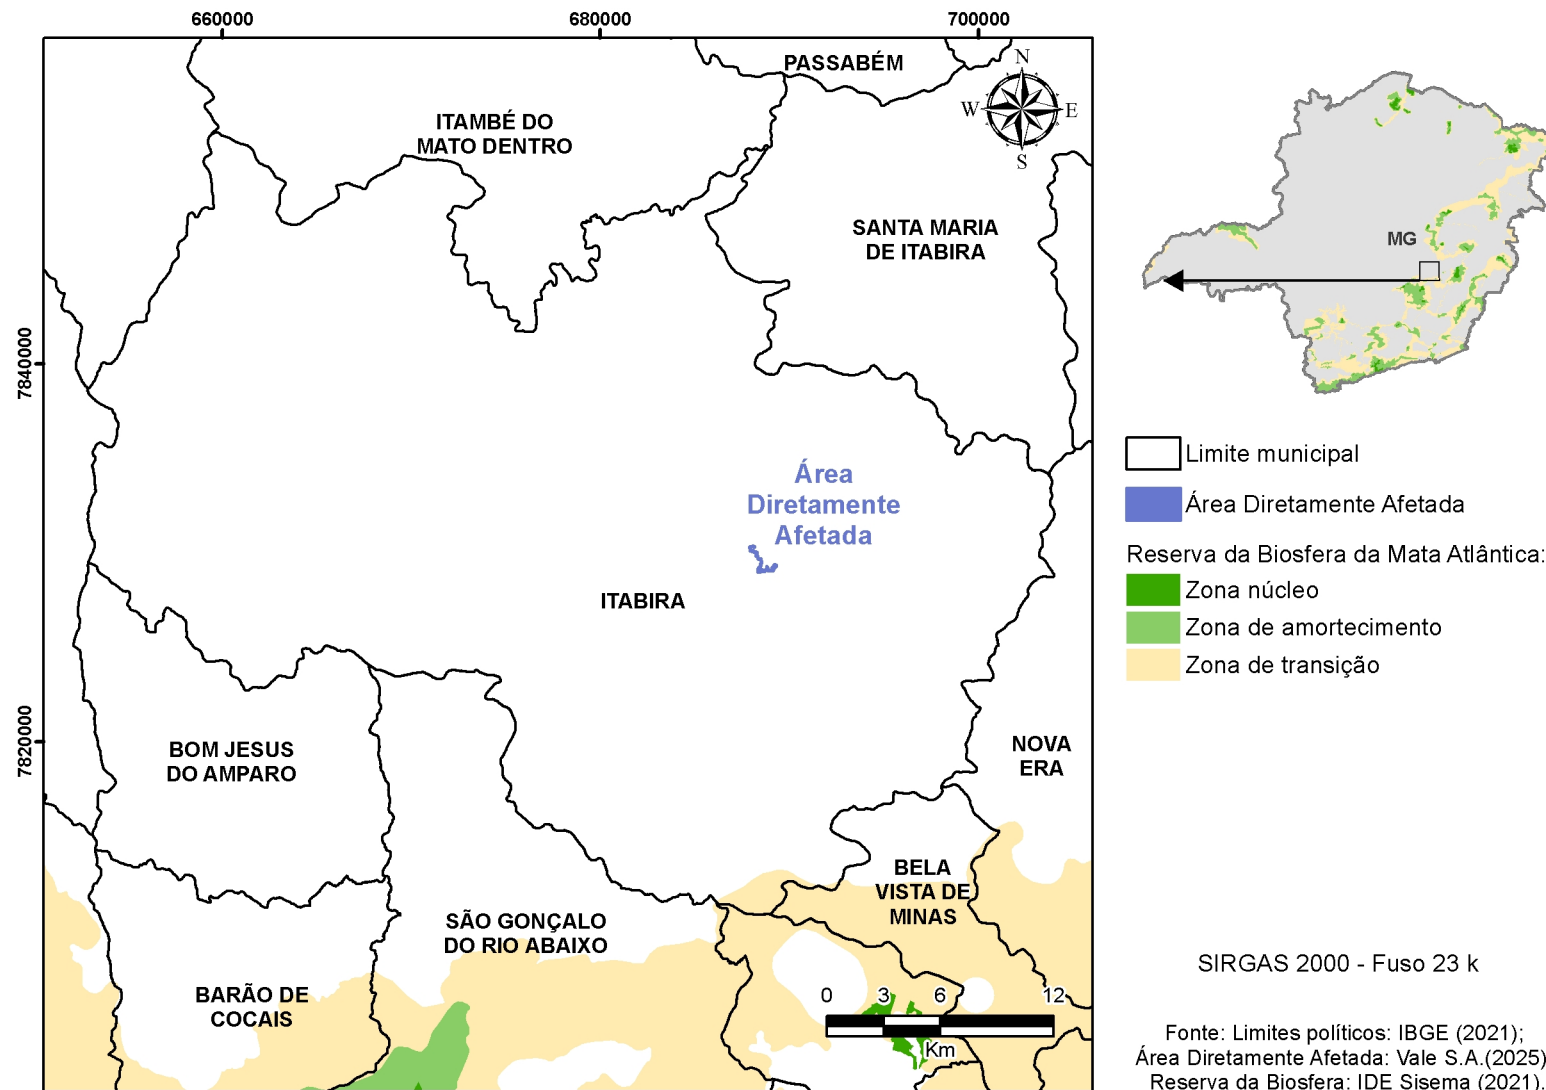 660000
680000
700000
PASSABÉM
N
W
E
S
ITAMBÉ DO
MATO DENTRO
SANTA MARIA
DE ITABIRA
MG
7840000
Limite municipal
Área
Diretamente
Afetada
Área Diretamente Afetada
Reserva da Biosfera da Mata Atlântica:
Zona núcleo
ITABIRA
Zona de amortecimento
Zona de transição
7820000
BOM JESUS
DO AMPARO
NOVA
ERA
BELA
VISTA DE
MINAS
SÃO GONÇALO
DO RIO ABAIXO
SIRGAS 2000 - Fuso 23 k
BARÃO DE
COCAIS
0 3 6 12
Km
Fonte: Limites políticos: IBGE (2021);
Área Diretamente Afetada: Vale S.A.(2025)
Reserva da Biosfera: IDE Sisema (2021).